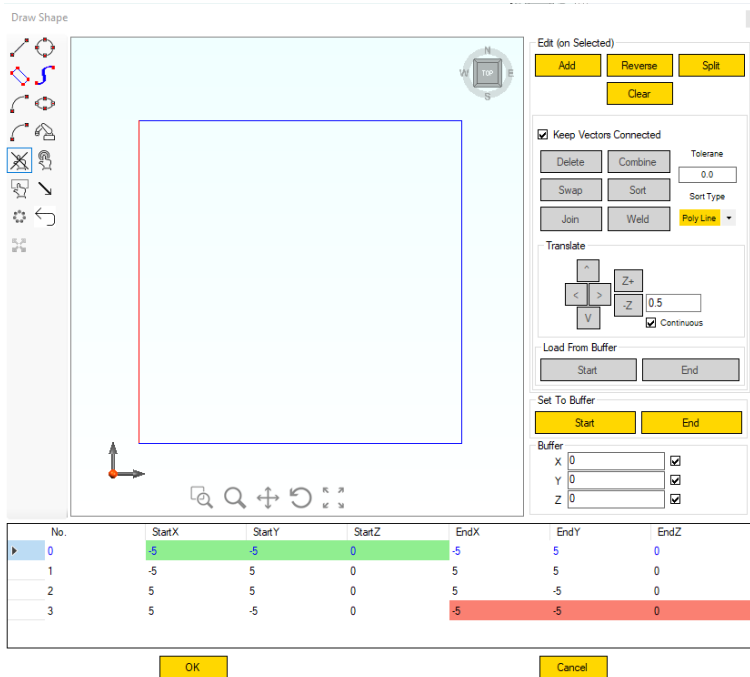 Draw Shape
N
W TOP E
S
Edit (on Selected)
Add Reverse Split
Clear
Keep Vectors Connected
Delete Combine Tolerane
0.0
Swap Sort Sort Type
Join Weld Poly Line
Translate
^
< > Z+
-Z 0.5
V Continuous
Load From Buffer
Start End
Set To Buffer
Start End
Buffer
X 0
Y 0
Z 0
No. StartX StartY StartZ EndX EndY EndZ
0 -5 -5 0 -5 5 0
1 -5 5 0 5 5 0
2 5 5 0 5 -5 0
3 5 -5 0 -5 -5 0
OK Cancel